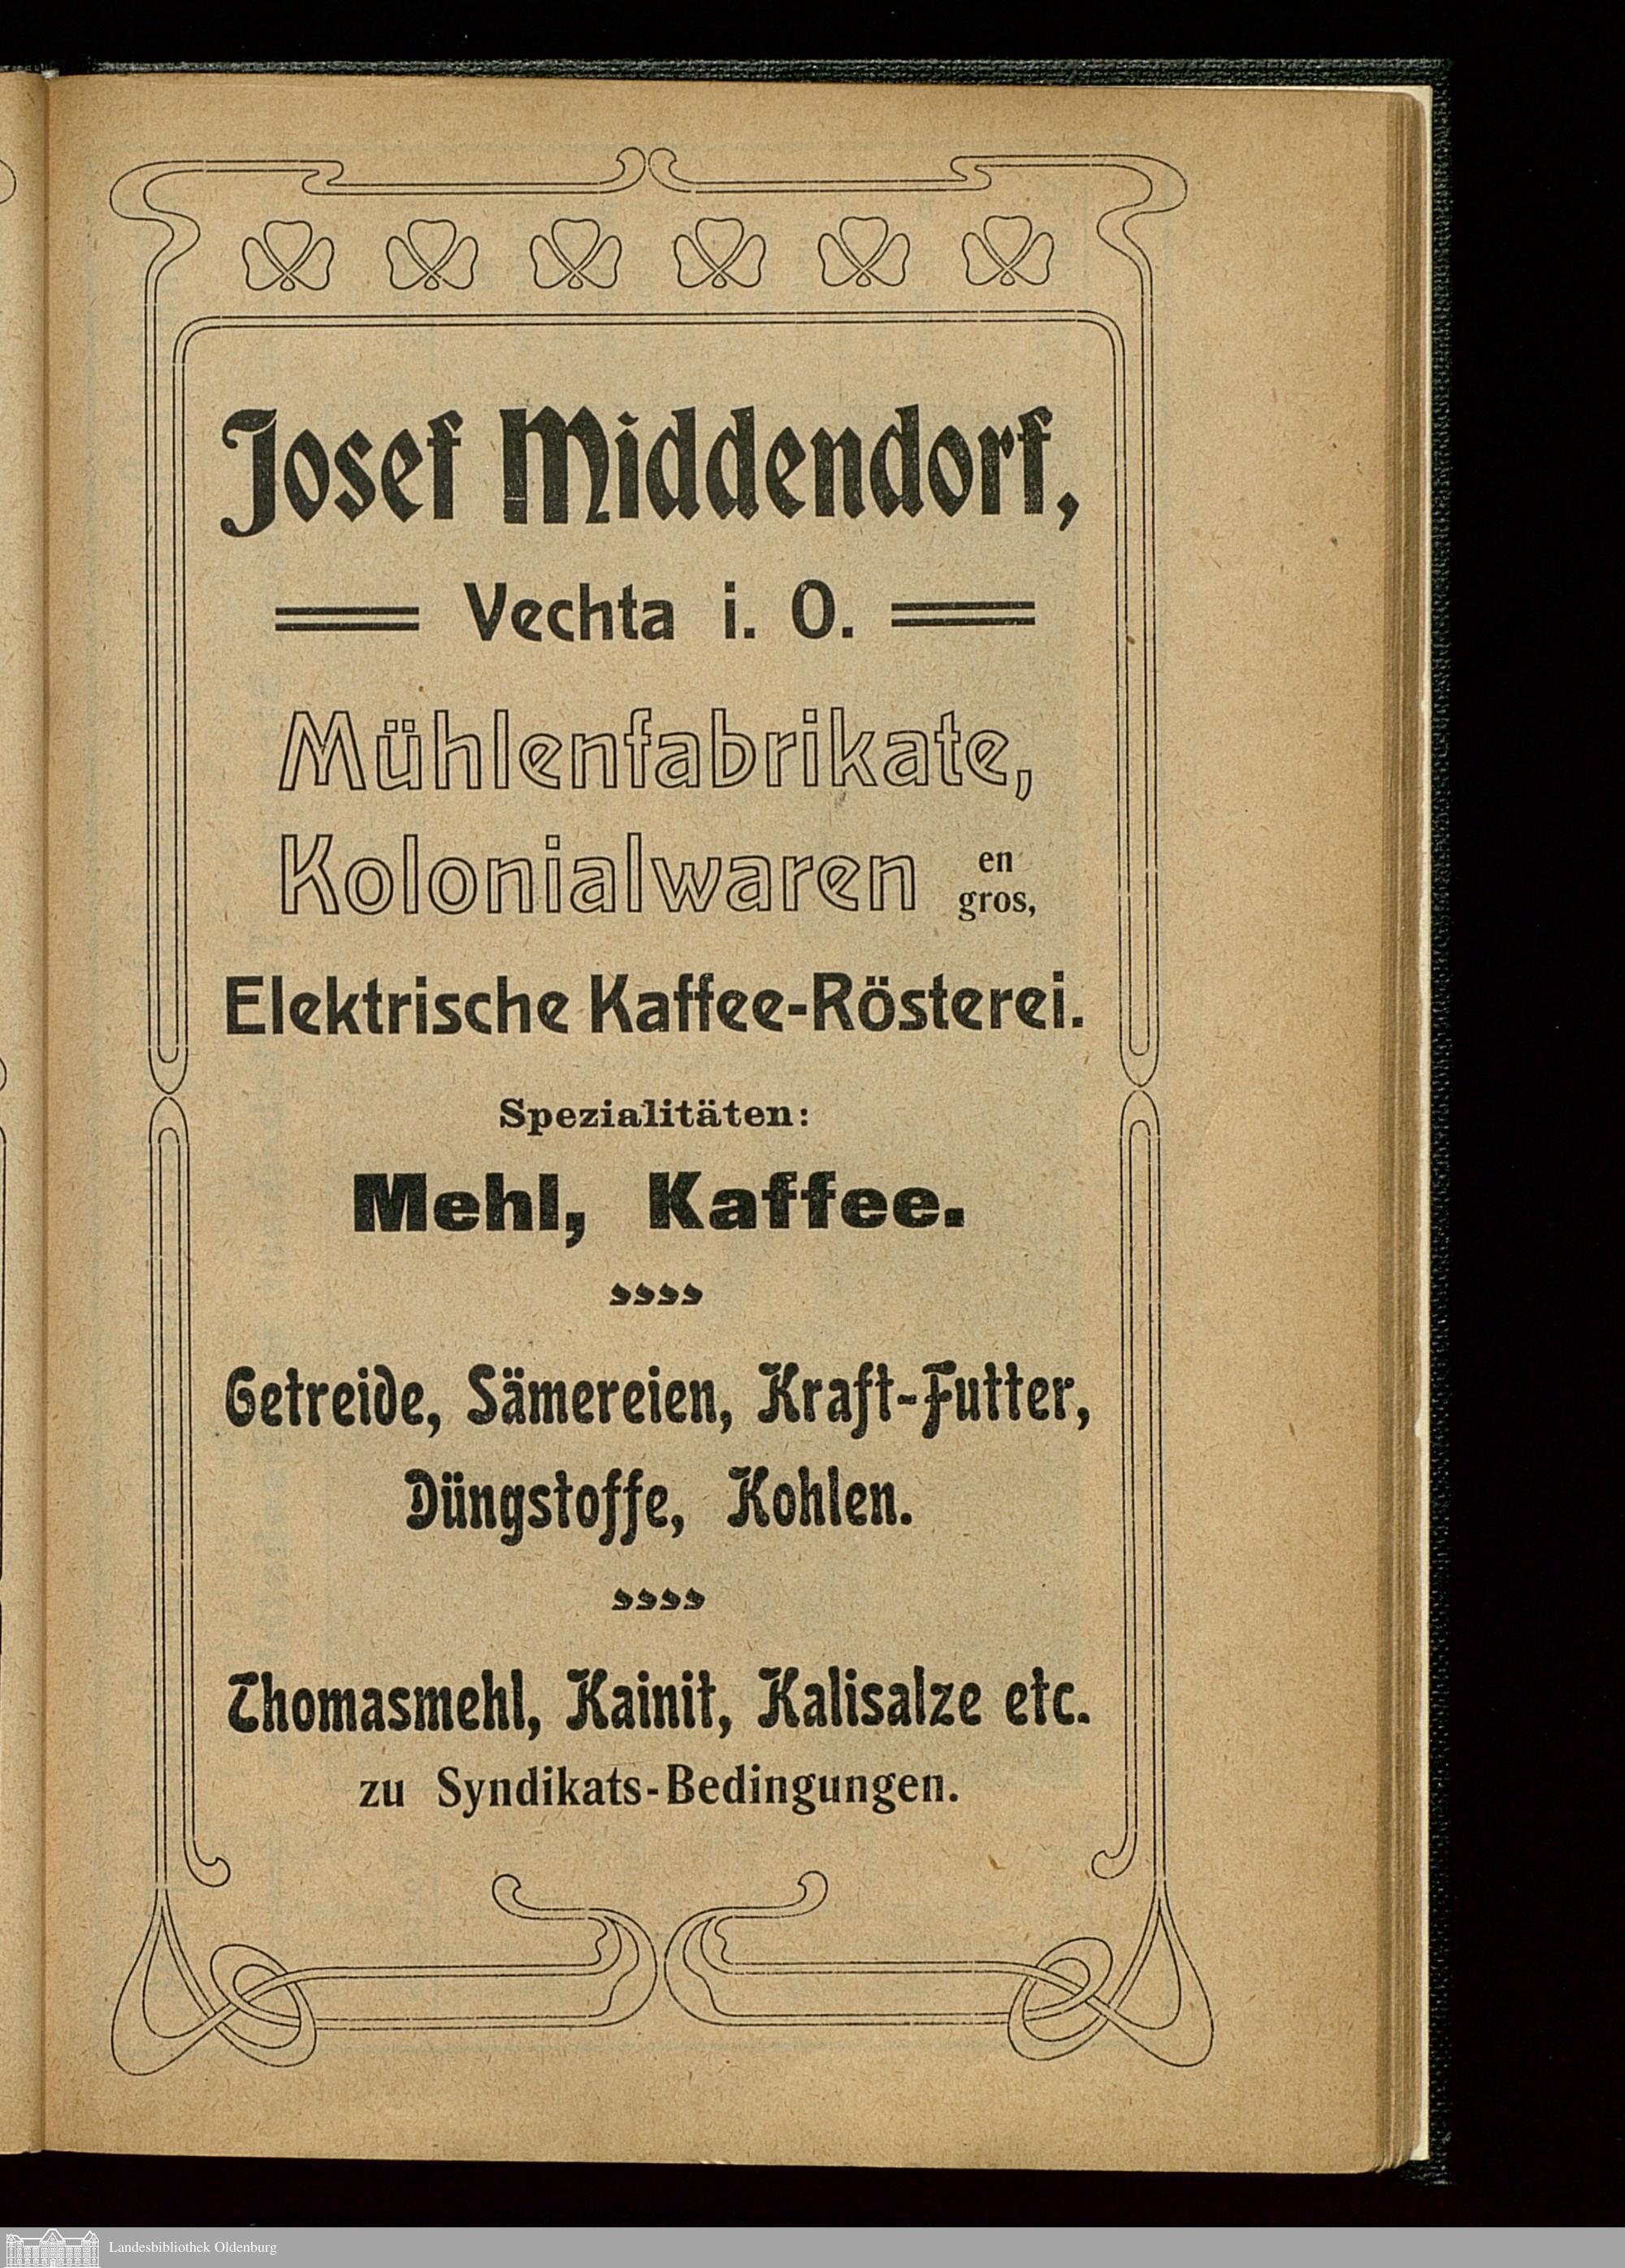 Josef Middendorf,
Vechta i. O.
Mühlenfabrikate,
Kolonialwaren en gros,
Elektrische Kaffee-Rösterei.
Spezialitäten:
Mehl, Kaffee.
Getreide, Sämereien, Kraft-Futter,
Düngstoffe, Kohlen.
Thomasmehl, Kainit, Kalisalze etc.
zu Syndikats-Bedingungen.
Landesbibliothek Oldenburg